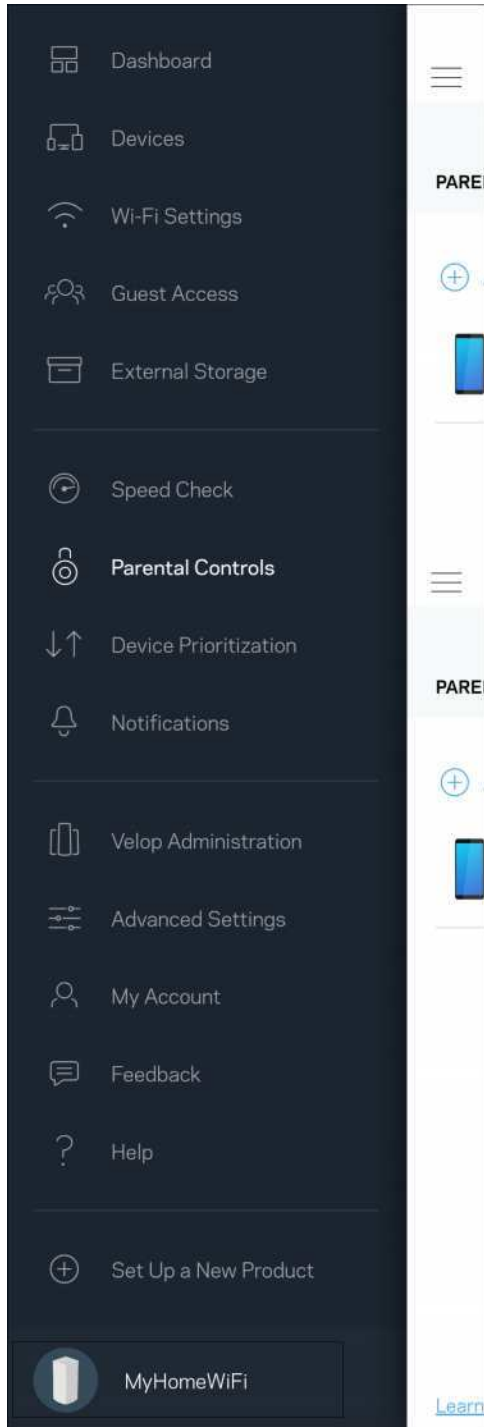 Dashboard
Devices
Wi-Fi Settings
Guest Access
External Storage
Speed Check
Parental Controls
Device Prioritization
Notifications
Velop Administration
Advanced Settings
My Account
Feedback
Help
Set Up a New Product
MyHomeWiFi
PARE
PARE
Learn